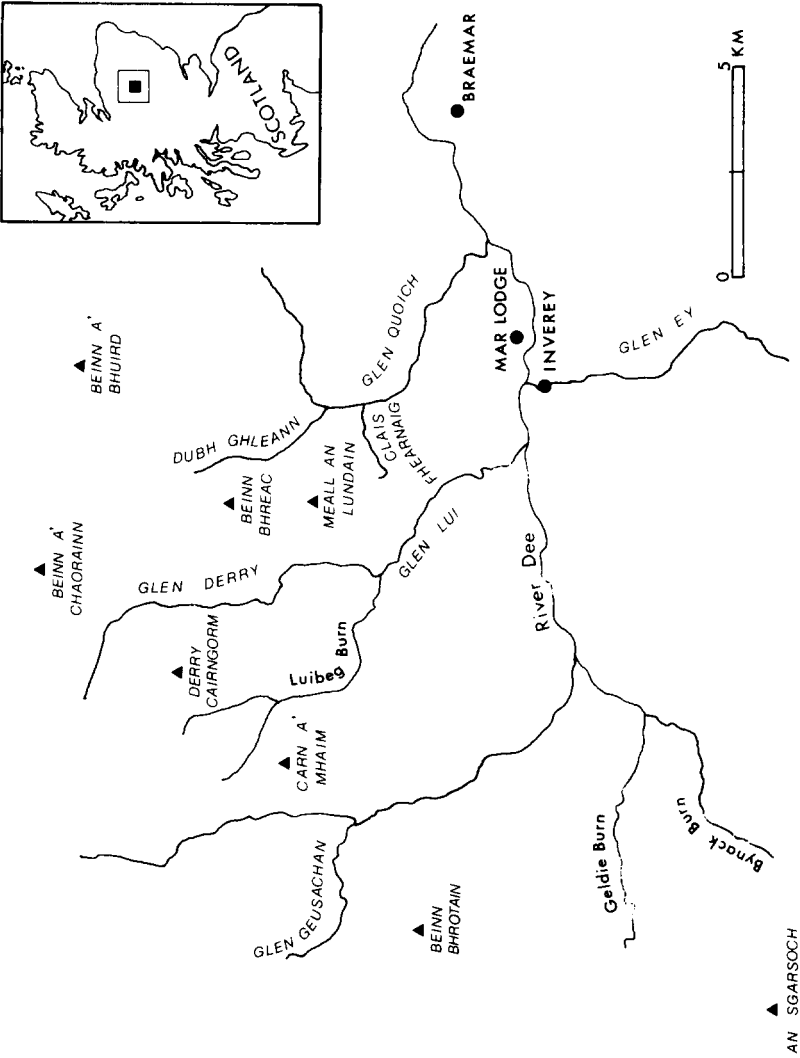 SCOTLAND
BRAEMAR
0 5 KM
BEINN A'
BHUIRD
GLEN QUOICH
MAR LODGE
INVEREY
GLEN EY
DUBH GHLEANN
CLAIS
FHEARNAIG
BEINN
BHREAC
MEALL AN
LUNDAIN
BEINN A'
CHAORAINN
GLEN DERRY
GLEN LUI
River Dee
DERRY
CAIRNGORM
Luibeg Burn
CARN A'
MHAIM
GLEN GEUSACHAN
BEINN
BHROTAIN
Geldie Burn
Bynack Burn
AN SGARSOCH